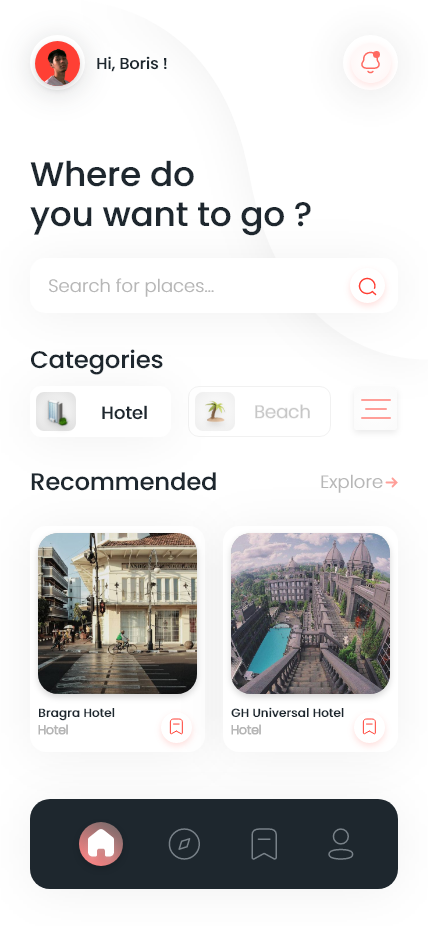 Hi, Boris !
Where do
you want to go ?
Search for places...
Categories
Hotel
Beach
Recommended
Explore
Bragra Hotel
Hotel
GH Universal Hotel
Hotel